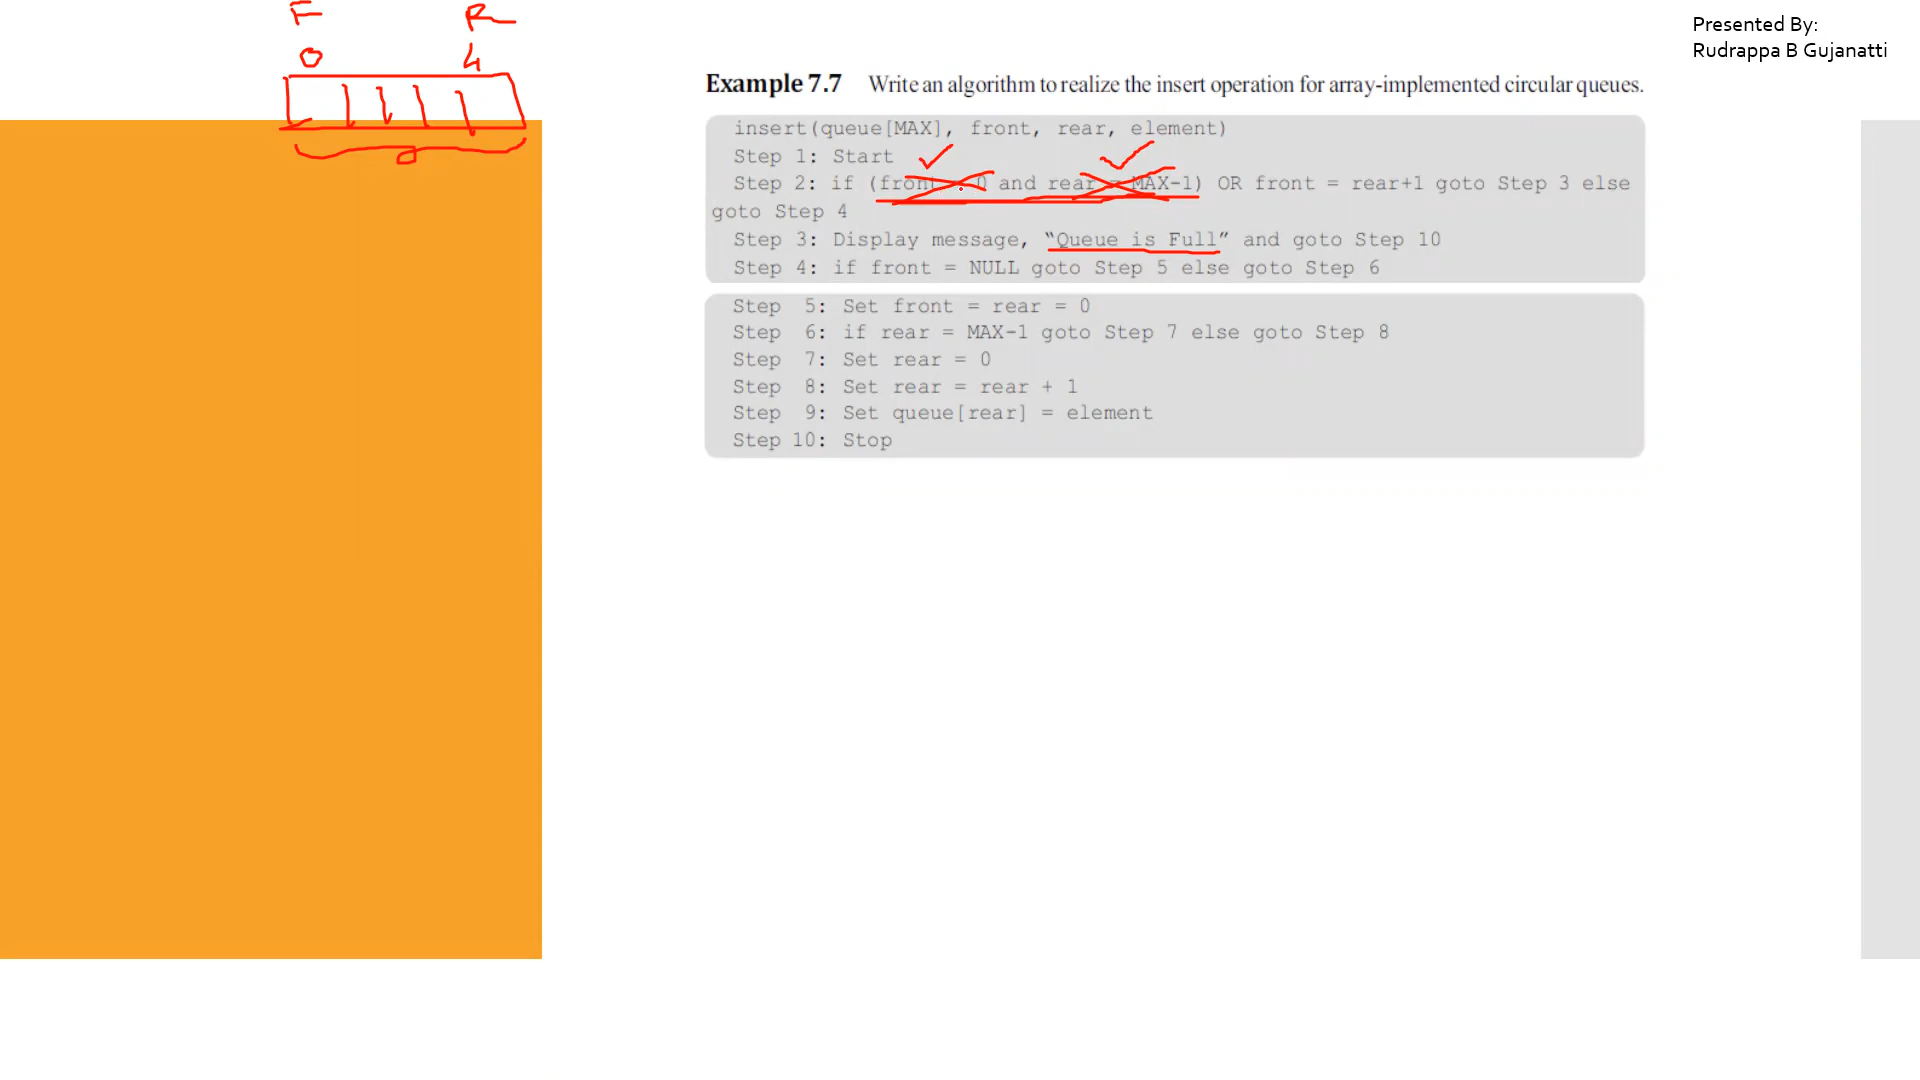 F R
0 4
Presented By:
Rudrappa B Gujanatti
Example 7.7 Write an algorithm to realize the insert operation for array-implemented circular queues.
insert(queue[MAX], front, rear, element)
Step 1: Start
Step 2: if (front = 0 and rear = MAX-1) OR front = rear+1 goto Step 3 else
goto Step 4
Step 3: Display message, “Queue is Full” and goto Step 10
Step 4: if front = NULL goto Step 5 else goto Step 6
Step 5: Set front = rear = 0
Step 6: if rear = MAX-1 goto Step 7 else goto Step 8
Step 7: Set rear = 0
Step 8: Set rear = rear + 1
Step 9: Set queue[rear] = element
Step 10: Stop